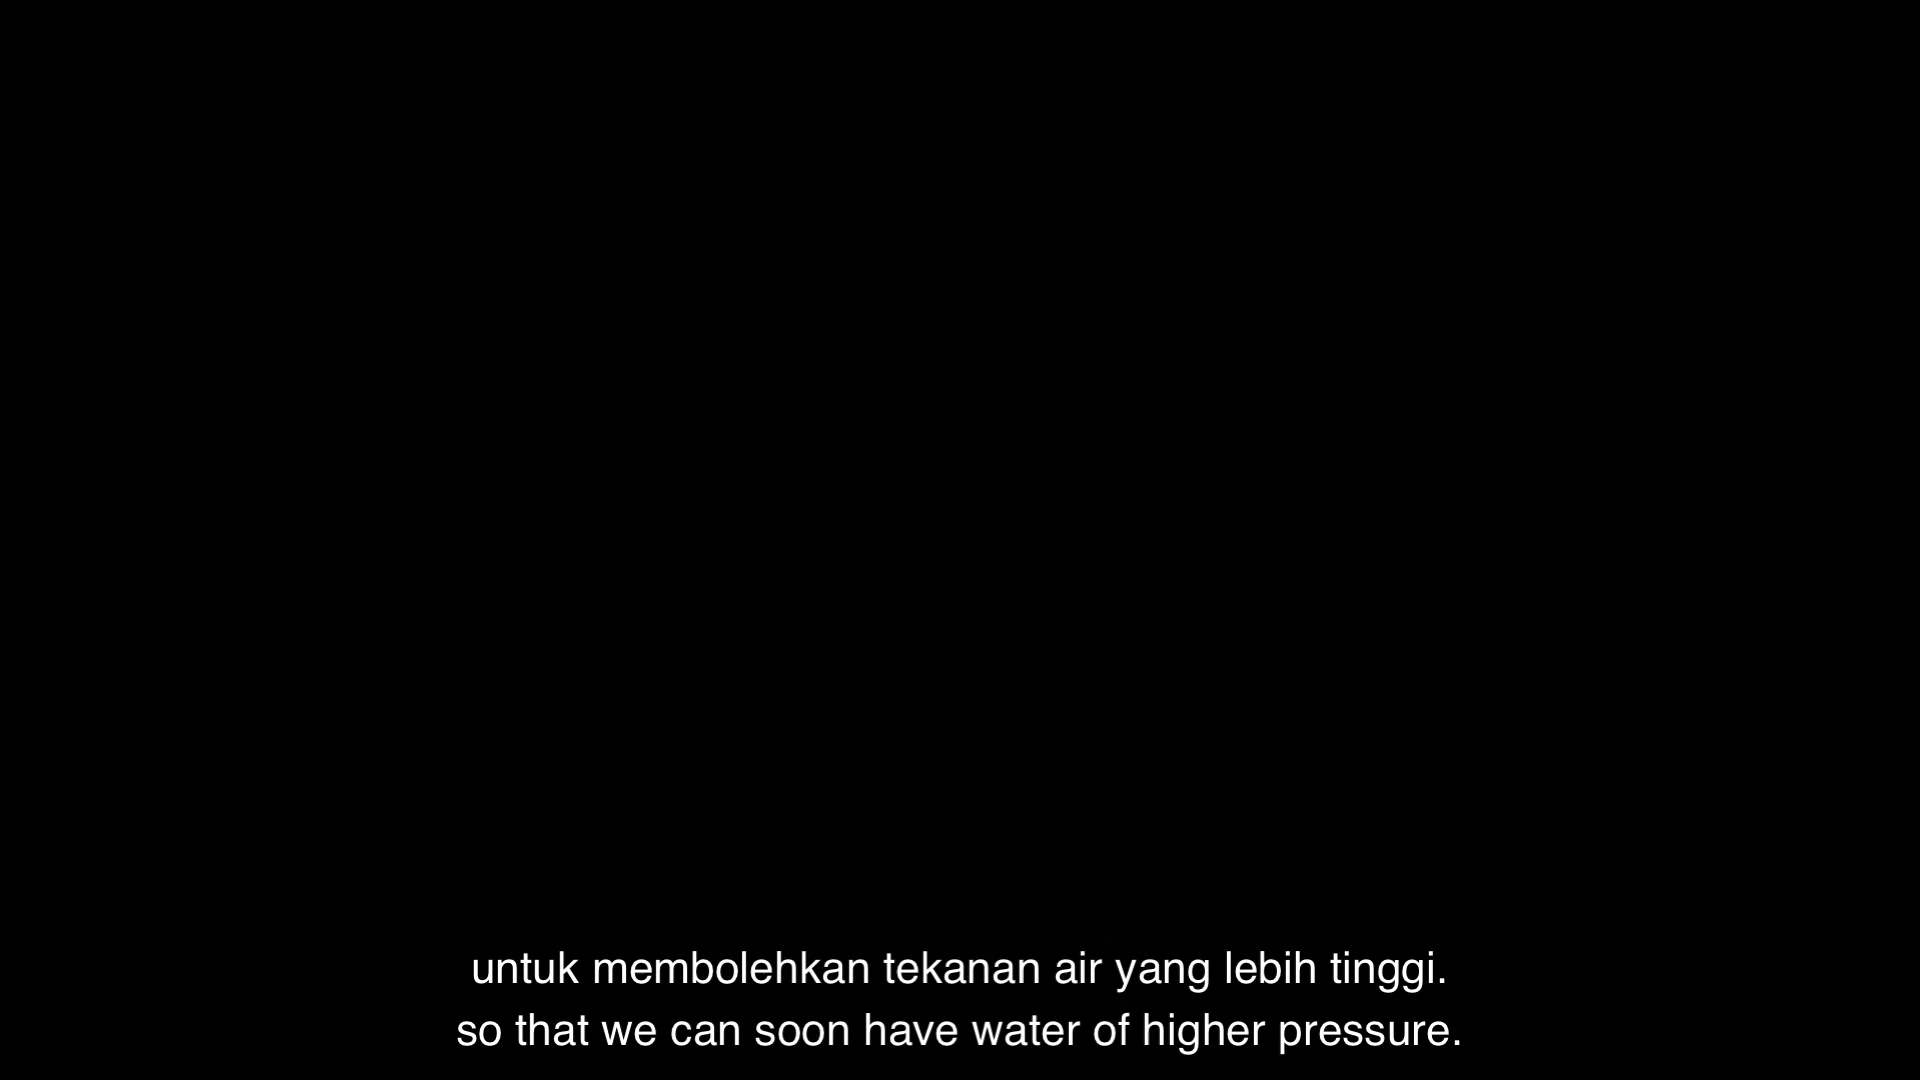 untuk membolehkan tekanan air yang lebih tinggi.
so that we can soon have water of higher pressure.